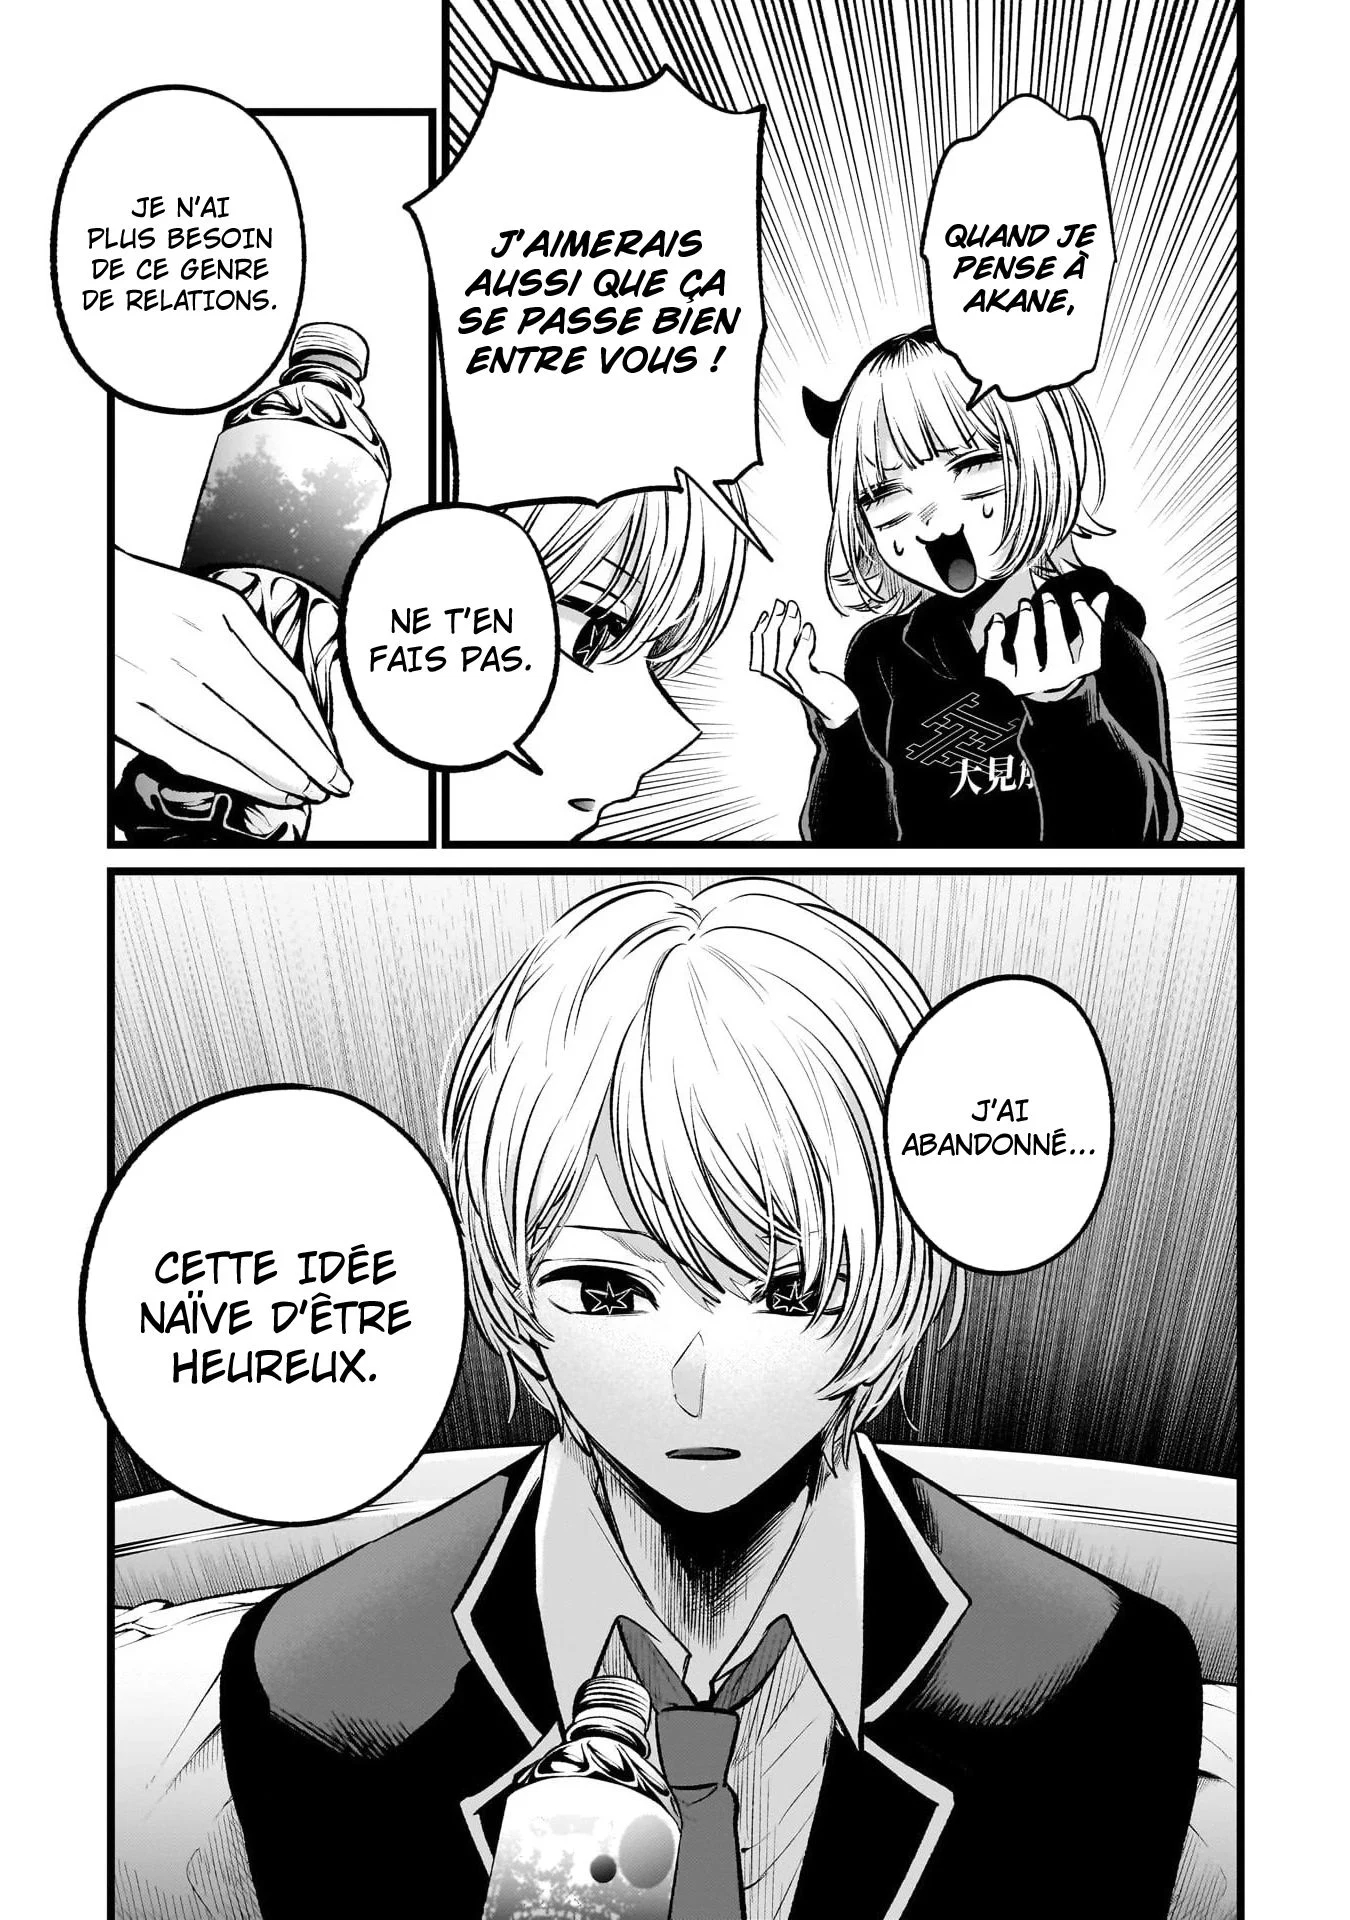 QUAND JE
PENSE À
AKANE,
J'AIMERAIS
AUSSI QUE ÇA
SE PASSE BIEN
ENTRE VOUS !
大見
NE T'EN
FAIS PAS.
JE N'AI
PLUS BESOIN
DE CE GENRE
DE RELATIONS.
J'AI
ABANDONNÉ...
CETTE IDÉE
NAÏVE D'ÊTRE
HEUREUX.